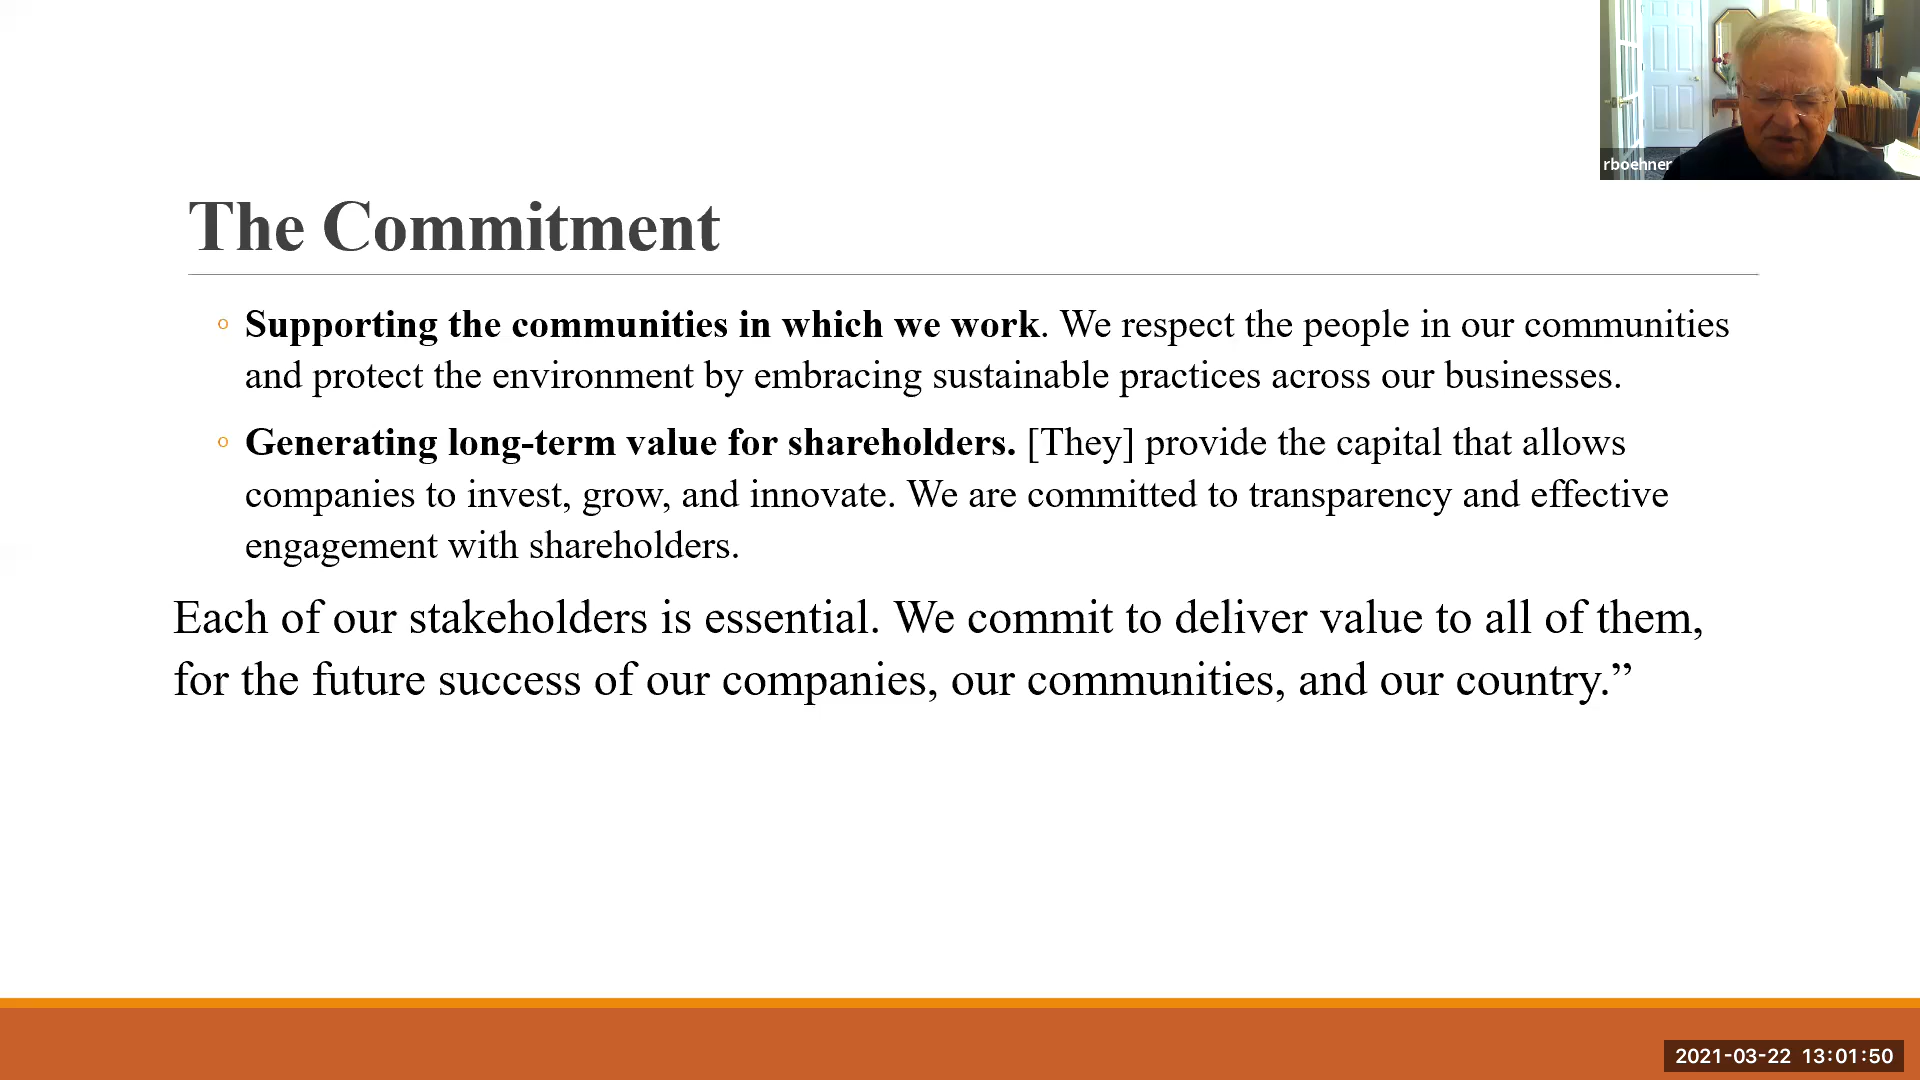 rboehner
The Commitment
Supporting the communities in which we work. We respect the people in our communities
and protect the environment by embracing sustainable practices across our businesses.
Generating long-term value for shareholders. [They] provide the capital that allows
companies to invest, grow, and innovate. We are committed to transparency and effective
engagement with shareholders.
Each of our stakeholders is essential. We commit to deliver value to all of them,
for the future success of our companies, our communities, and our country.”
2021-03-22 13:01:50